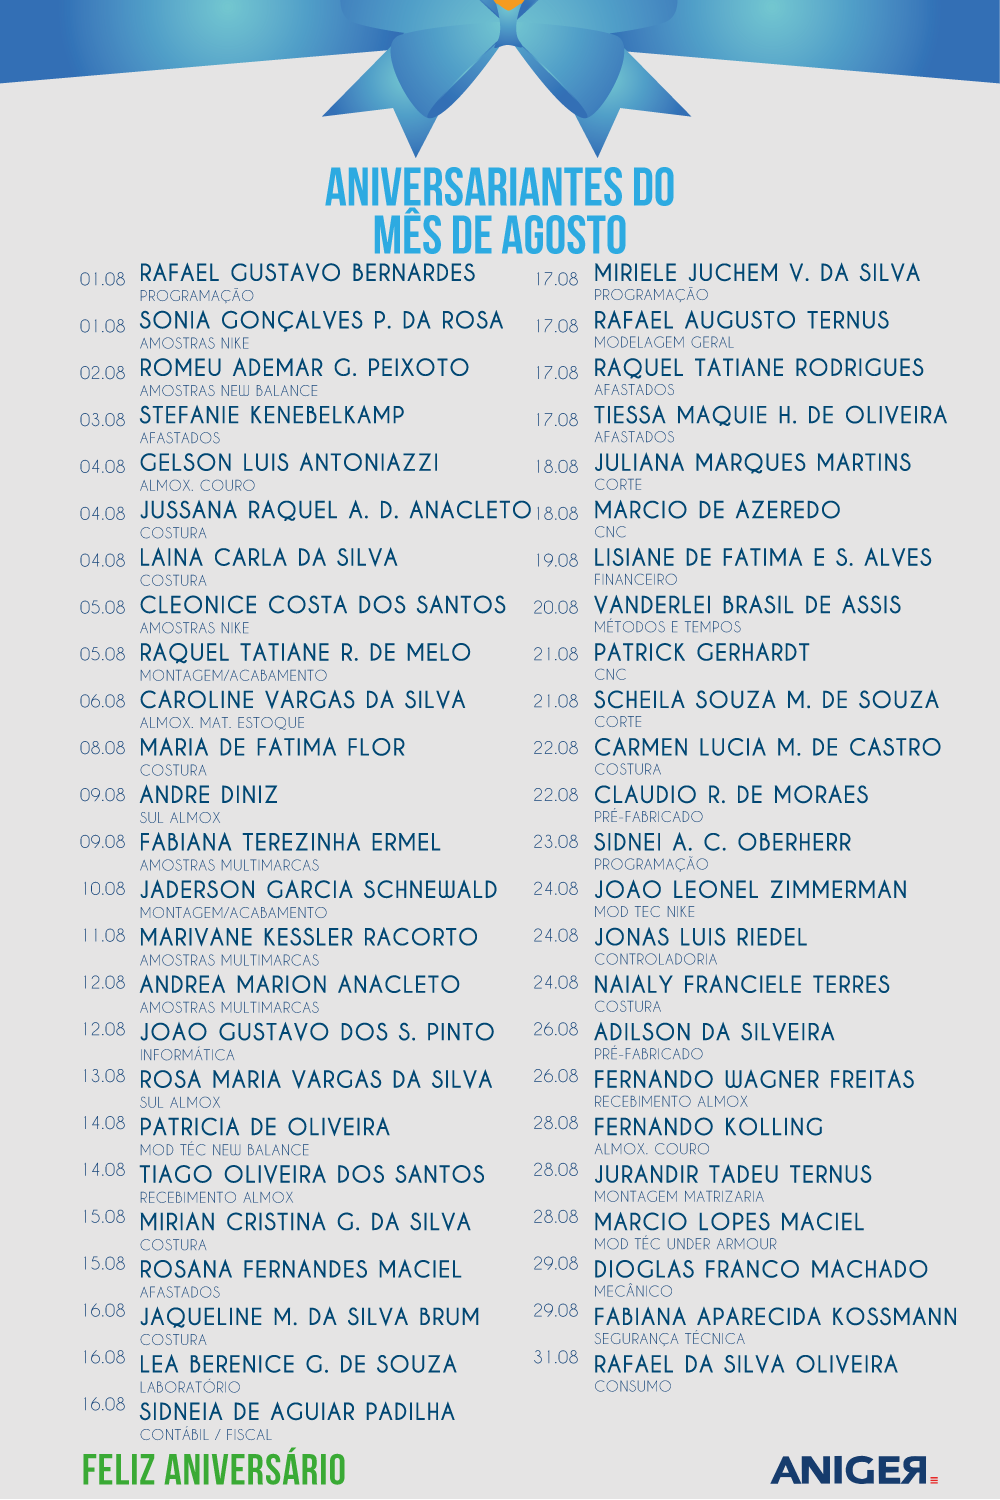 ANIVERSARIANTES DO
MÊS DE AGOSTO
01.08 RAFAEL GUSTAVO BERNARDES
PROGRAMAÇÃO
01.08 SONIA GONÇALVES P. DA ROSA
AMOSTRAS NIKE
02.08 ROMEU ADEMAR G. PEIXOTO
AMOSTRAS NEW BALANCE
03.08 STEFANIE KENEBELKAMP
AFASTADOS
04.08 GELSON LUIS ANTONIAZZI
ALMOX. COURO
04.08 JUSSANA RAQUEL A. D. ANACLETO
COSTURA
04.08 LAINA CARLA DA SILVA
COSTURA
05.08 CLEONICE COSTA DOS SANTOS
AMOSTRAS NIKE
05.08 RAQUEL TATIANE R. DE MELO
MONTAGEM/ACABAMENTO
06.08 CAROLINE VARGAS DA SILVA
ALMOX. MAT. ESTOQUE
08.08 MARIA DE FATIMA FLOR
COSTURA
09.08 ANDRE DINIZ
SUL ALMOX
09.08 FABIANA TEREZINHA ERMEL
AMOSTRAS MULTIMARCAS
10.08 JADERSON GARCIA SCHNEWALD
MONTAGEM/ACABAMENTO
11.08 MARIVANE KESSLER RACORTO
AMOSTRAS MULTIMARCAS
12.08 ANDREA MARION ANACLETO
AMOSTRAS MULTIMARCAS
12.08 JOAO GUSTAVO DOS S. PINTO
INFORMÁTICA
13.08 ROSA MARIA VARGAS DA SILVA
SUL ALMOX
14.08 PATRICIA DE OLIVEIRA
MOD TÉC NEW BALANCE
14.08 TIAGO OLIVEIRA DOS SANTOS
RECEBIMENTO ALMOX
15.08 MIRIAN CRISTINA G. DA SILVA
COSTURA
15.08 ROSANA FERNANDES MACIEL
AFASTADOS
16.08 JAQUELINE M. DA SILVA BRUM
COSTURA
16.08 LEA BERENICE G. DE SOUZA
LABORATÓRIO
16.08 SIDNEIA DE AGUIAR PADILHA
CONTÁBIL / FISCAL
17.08 MIRIELE JUCHEM V. DA SILVA
PROGRAMAÇÃO
17.08 RAFAEL AUGUSTO TERNUS
MODELAGEM GERAL
17.08 RAQUEL TATIANE RODRIGUES
AFASTADOS
17.08 TIESSA MAQUIE H. DE OLIVEIRA
AFASTADOS
18.08 JULIANA MARQUES MARTINS
CORTE
18.08 MARCIO DE AZEREDO
CNC
19.08 LISIANE DE FATIMA E S. ALVES
FINANCEIRO
20.08 VANDERLEI BRASIL DE ASSIS
MÉTODOS E TEMPOS
21.08 PATRICK GERHARDT
CNC
21.08 SCHEILA SOUZA M. DE SOUZA
CORTE
22.08 CARMEN LUCIA M. DE CASTRO
COSTURA
22.08 CLAUDIO R. DE MORAES
PRÉ-FABRICADO
23.08 SIDNEI A. C. OBERHERR
PROGRAMAÇÃO
24.08 JOAO LEONEL ZIMMERMAN
MOD TEC NIKE
24.08 JONAS LUIS RIEDEL
CONTROLADORIA
24.08 NAIALY FRANCIELE TERRES
COSTURA
26.08 ADILSON DA SILVEIRA
PRÉ-FABRICADO
26.08 FERNANDO WAGNER FREITAS
RECEBIMENTO ALMOX
28.08 FERNANDO KOLLING
ALMOX. COURO
28.08 JURANDIR TADEU TERNUS
MONTAGEM MATRIZARIA
28.08 MARCIO LOPES MACIEL
MOD TÉC UNDER ARMOUR
29.08 DIOGLAS FRANCO MACHADO
MECÂNICO
29.08 FABIANA APARECIDA KOSSMANN
SEGURANÇA TÉCNICA
31.08 RAFAEL DA SILVA OLIVEIRA
CONSUMO
FELIZ ANIVERSÁRIO
ANIGER